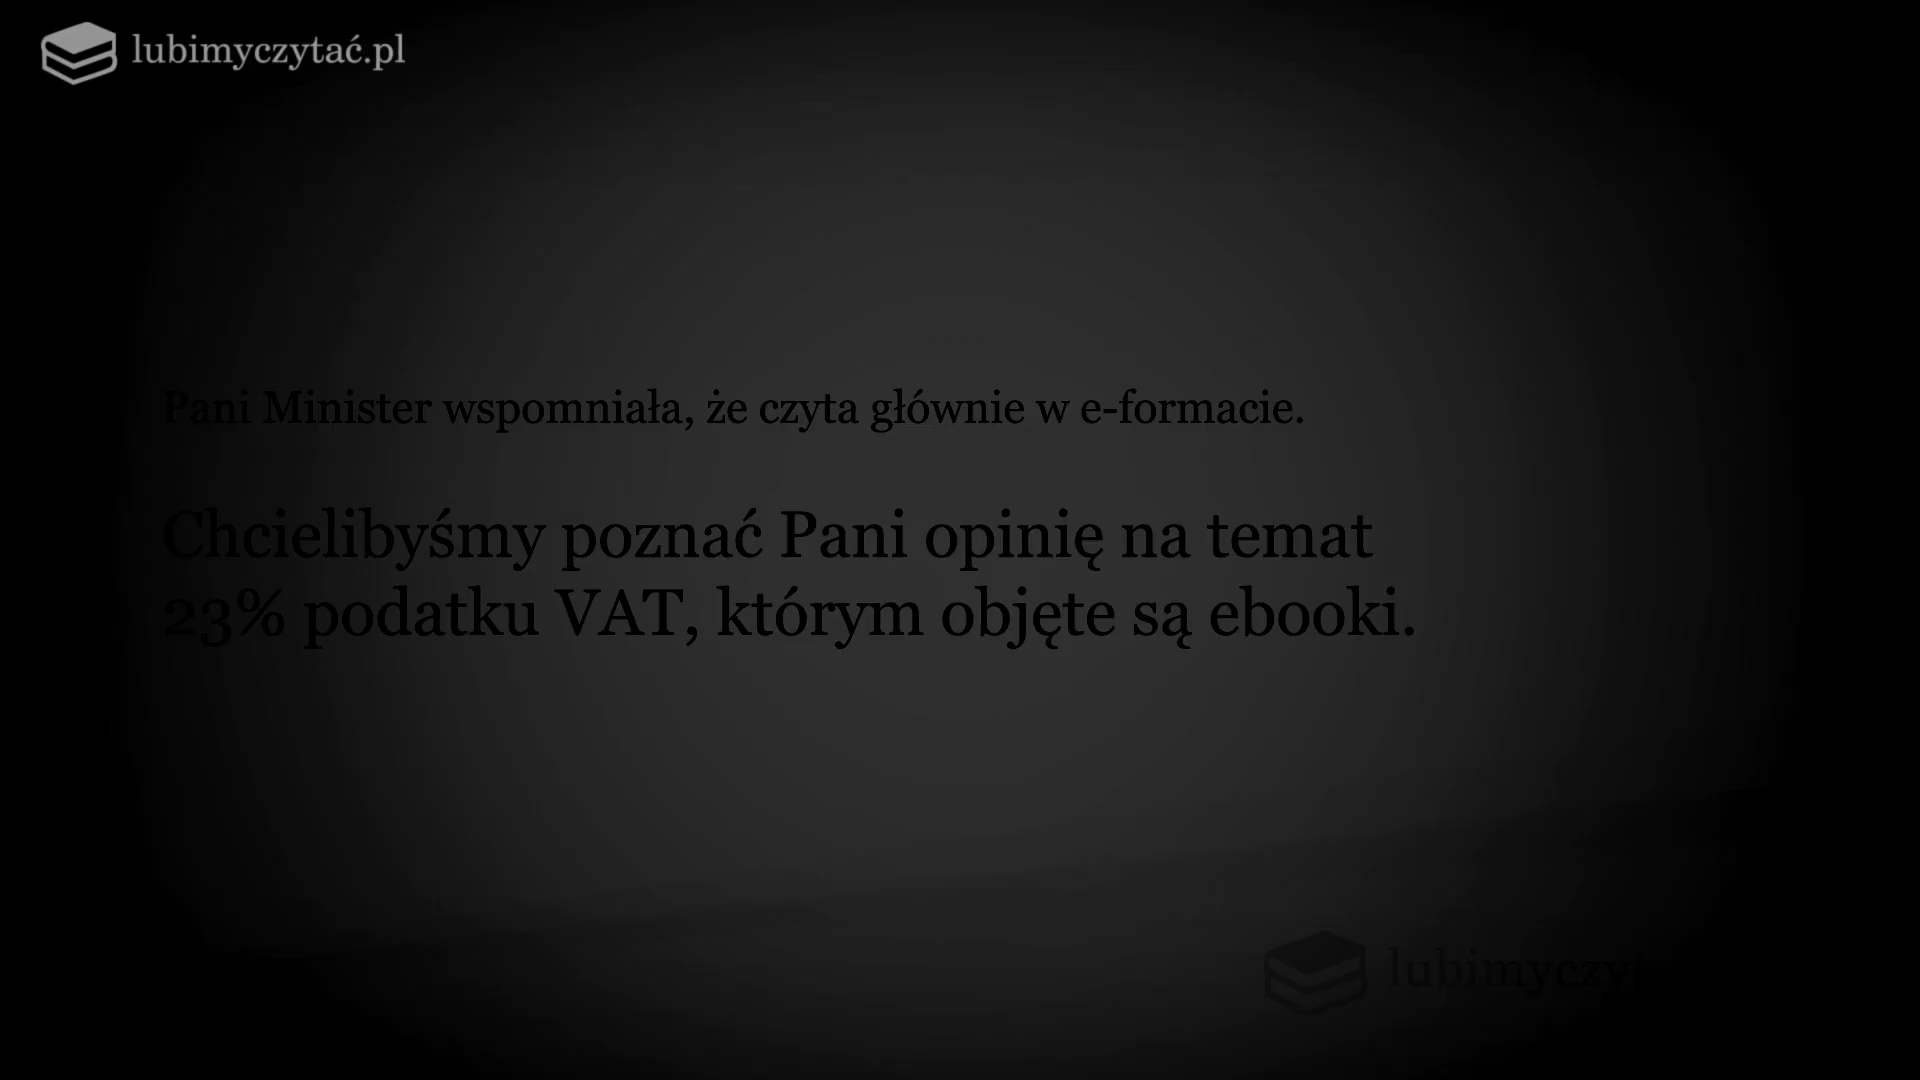 lubimyczytać.pl
Pani Minister wspomniała, że czyta głównie w e-formacie.
Chcielibyśmy poznać Pani opinię na temat
23% podatku VAT, którym objęte są ebooki.
lubimyczyt